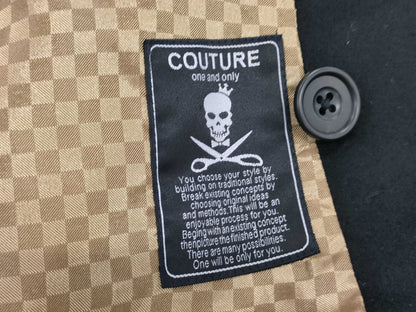 COUTURE
one and only
You choose your style by
building on traditional styles.
Break existing concepts by
choosing original ideas
and methods.This will be an
enjoyable process for you.
Begin with an existing concept
thenpicture the finished product.
There are many possibilities.
One will be only for you.